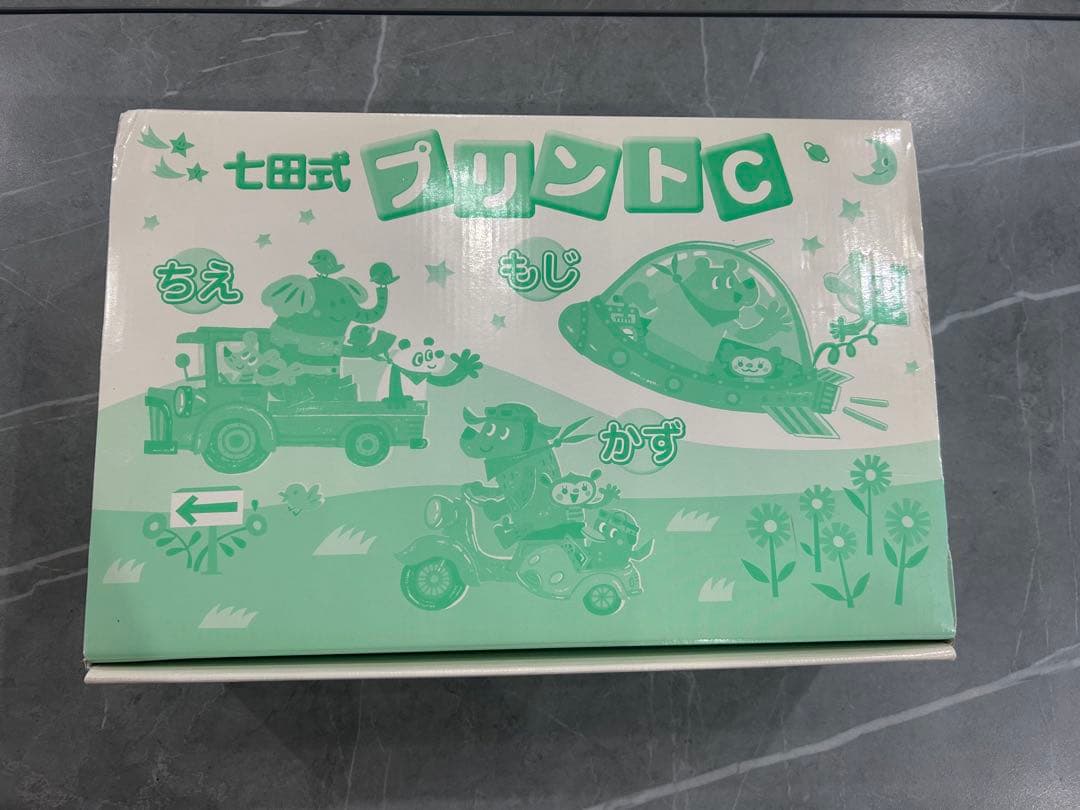 七田式 プリントC
ちえ
もじ
かず